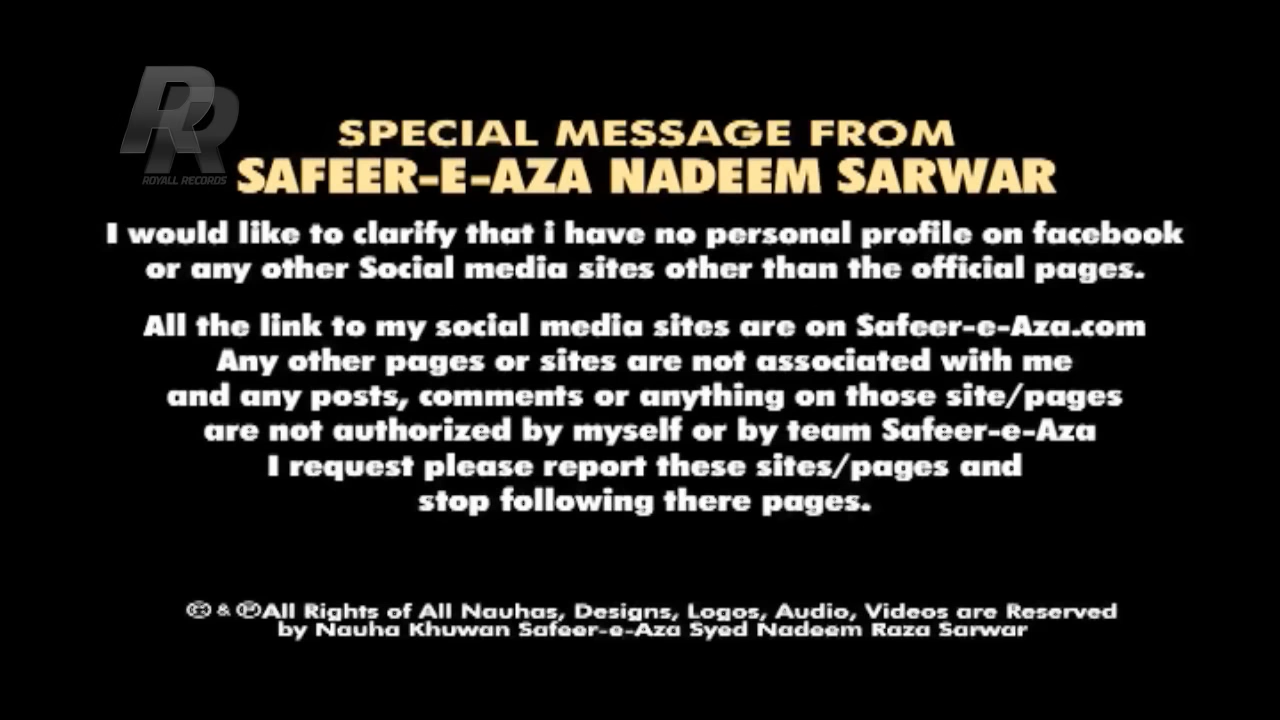 RR
ROYALL RECORDS
SPECIAL MESSAGE FROM
SAFEER-E-AZA NADEEM SARWAR
I would like to clarify that i have no personal profile on facebook
or any other Social media sites other than the official pages.
All the link to my social media sites are on Safeer-e-Aza.com
Any other pages or sites are not associated with me
and any posts, comments or anything on those site/pages
are not authorized by myself or by team Safeer-e-Aza
I request please report these sites/pages and
stop following there pages.
© & ℗All Rights of All Nauhas, Designs, Logos, Audio, Videos are Reserved
by Nauha Khuwan Safeer-e-Aza Syed Nadeem Raza Sarwar